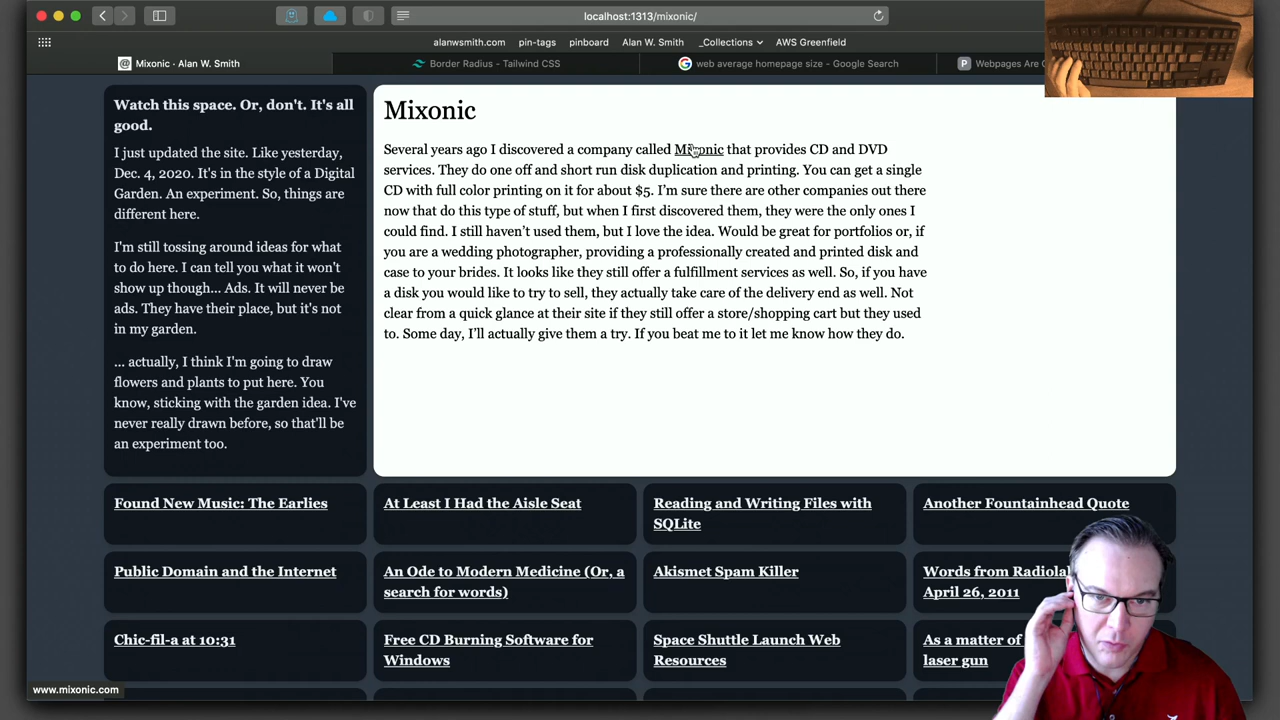 localhost:1313/mixonic/
alanwsmith.com pin-tags pinboard Alan W. Smith _Collections AWS Greenfield
@ Mixonic · Alan W. Smith Border Radius - Tailwind CSS G web average homepage size - Google Search P Webpages Are
Watch this space. Or, don't. It's all
good.
I just updated the site. Like yesterday,
Dec. 4, 2020. It's in the style of a Digital
Garden. An experiment. So, things are
different here.
I'm still tossing around ideas for what
to do here. I can tell you what it won't
show up though... Ads. It will never be
ads. They have their place, but it's not
in my garden.
... actually, I think I'm going to draw
flowers and plants to put here. You
know, sticking with the garden idea. I've
never really drawn before, so that'll be
an experiment too.
Mixonic
Several years ago I discovered a company called Mixonic that provides CD and DVD
services. They do one off and short run disk duplication and printing. You can get a single
CD with full color printing on it for about $5. I’m sure there are other companies out there
now that do this type of stuff, but when I first discovered them, they were the only ones I
could find. I still haven’t used them, but I love the idea. Would be great for portfolios or, if
you are a wedding photographer, providing a professionally created and printed disk and
case to your brides. It looks like they still offer a fulfillment services as well. So, if you have
a disk you would like to try to sell, they actually take care of the delivery end as well. Not
clear from a quick glance at their site if they still offer a store/shopping cart but they used
to. Some day, I’ll actually give them a try. If you beat me to it let me know how they do.
Found New Music: The Earlies
At Least I Had the Aisle Seat
Reading and Writing Files with
SQLite
Another Fountainhead Quote
Public Domain and the Internet
An Ode to Modern Medicine (Or, a
search for words)
Akismet Spam Killer
Words from Radiolab
April 26, 2011
Chic-fil-a at 10:31
Free CD Burning Software for
Windows
Space Shuttle Launch Web
Resources
As a matter of
laser gun
www.mixonic.com